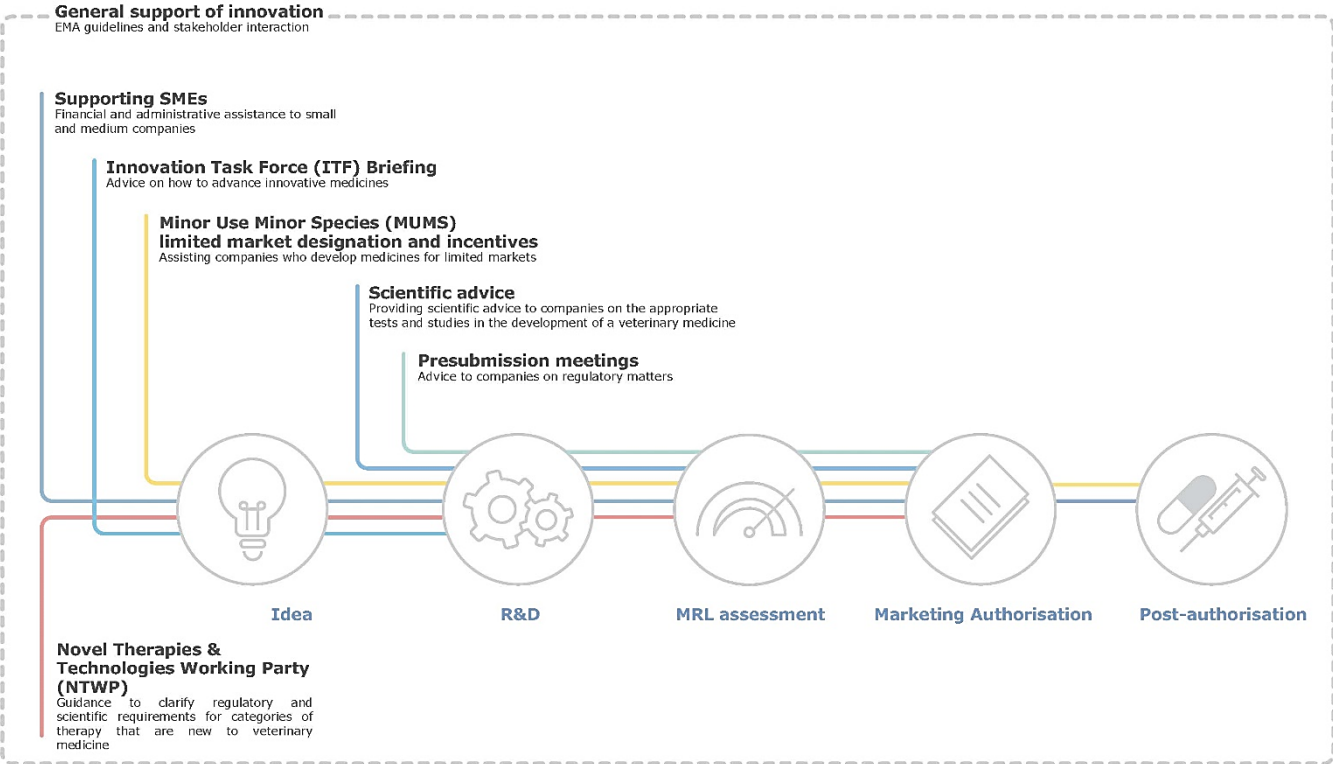 General support of innovation
EMA guidelines and stakeholder interaction
Supporting SMEs
Financial and administrative assistance to small
and medium companies
Innovation Task Force (ITF) Briefing
Advice on how to advance innovative medicines
Minor Use Minor Species (MUMS)
limited market designation and incentives
Assisting companies who develop medicines for limited markets
Scientific advice
Providing scientific advice to companies on the appropriate
tests and studies in the development of a veterinary medicine
Presubmission meetings
Advice to companies on regulatory matters
Idea
R&D
MRL assessment
Marketing Authorisation
Post-authorisation
Novel Therapies &
Technologies Working Party
(NTWP)
Guidance to clarify regulatory and
scientific requirements for categories of
therapy that are new to veterinary
medicine